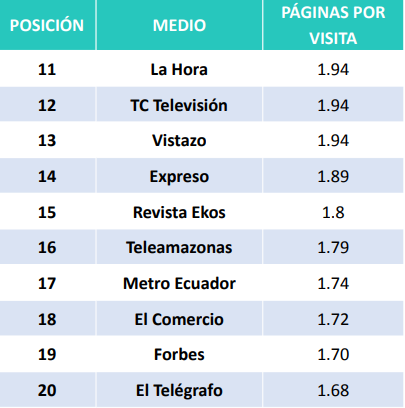 POSICIÓN MEDIO PÁGINAS POR VISITA
11 La Hora 1.94
12 TC Televisión 1.94
13 Vistazo 1.94
14 Expreso 1.89
15 Revista Ekos 1.8
16 Teleamazonas 1.79
17 Metro Ecuador 1.74
18 El Comercio 1.72
19 Forbes 1.70
20 El Telégrafo 1.68